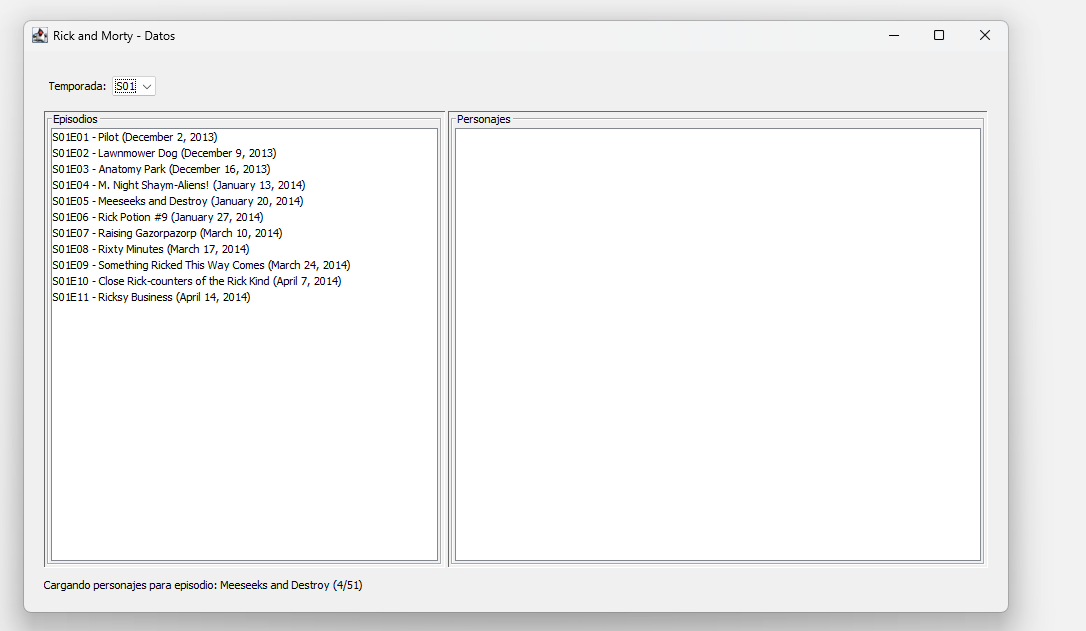 Rick and Morty - Datos
Temporada: S01
Episodios
S01E01 - Pilot (December 2, 2013)
S01E02 - Lawnmower Dog (December 9, 2013)
S01E03 - Anatomy Park (December 16, 2013)
S01E04 - M. Night Shaym-Aliens! (January 13, 2014)
S01E05 - Meeseeks and Destroy (January 20, 2014)
S01E06 - Rick Potion #9 (January 27, 2014)
S01E07 - Raising Gazorpazorp (March 10, 2014)
S01E08 - Rixty Minutes (March 17, 2014)
S01E09 - Something Ricked This Way Comes (March 24, 2014)
S01E10 - Close Rick-counters of the Rick Kind (April 7, 2014)
S01E11 - Ricksy Business (April 14, 2014)
Personajes
Cargando personajes para episodio: Meeseeks and Destroy (4/51)